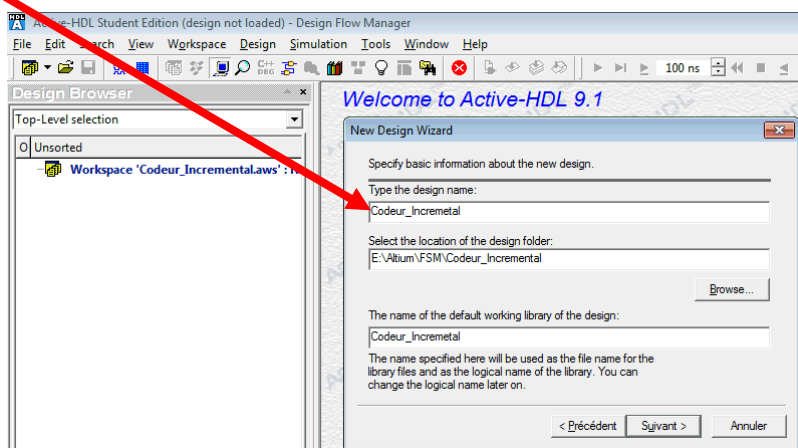 Active-HDL Student Edition (design not loaded) - Design Flow Manager
File Edit Search View Workspace Design Simulation Tools Window Help
100 ns
Design Browser
Welcome to Active-HDL 9.1
Top-Level selection
New Design Wizard
O Unsorted
Specify basic information about the new design.
Workspace 'Codeur_Incremental.aws' :
Type the design name:
Codeur_Incremetal
Select the location of the design folder:
E:\Altium\FSM\Codeur_Incremental
Browse...
The name of the default working library of the design:
Codeur_Incremetal
The name specified here will be used as the file name for the
library files and as the logical name of the library. You can
change the logical name later on.
< Précédent Suivant > Annuler